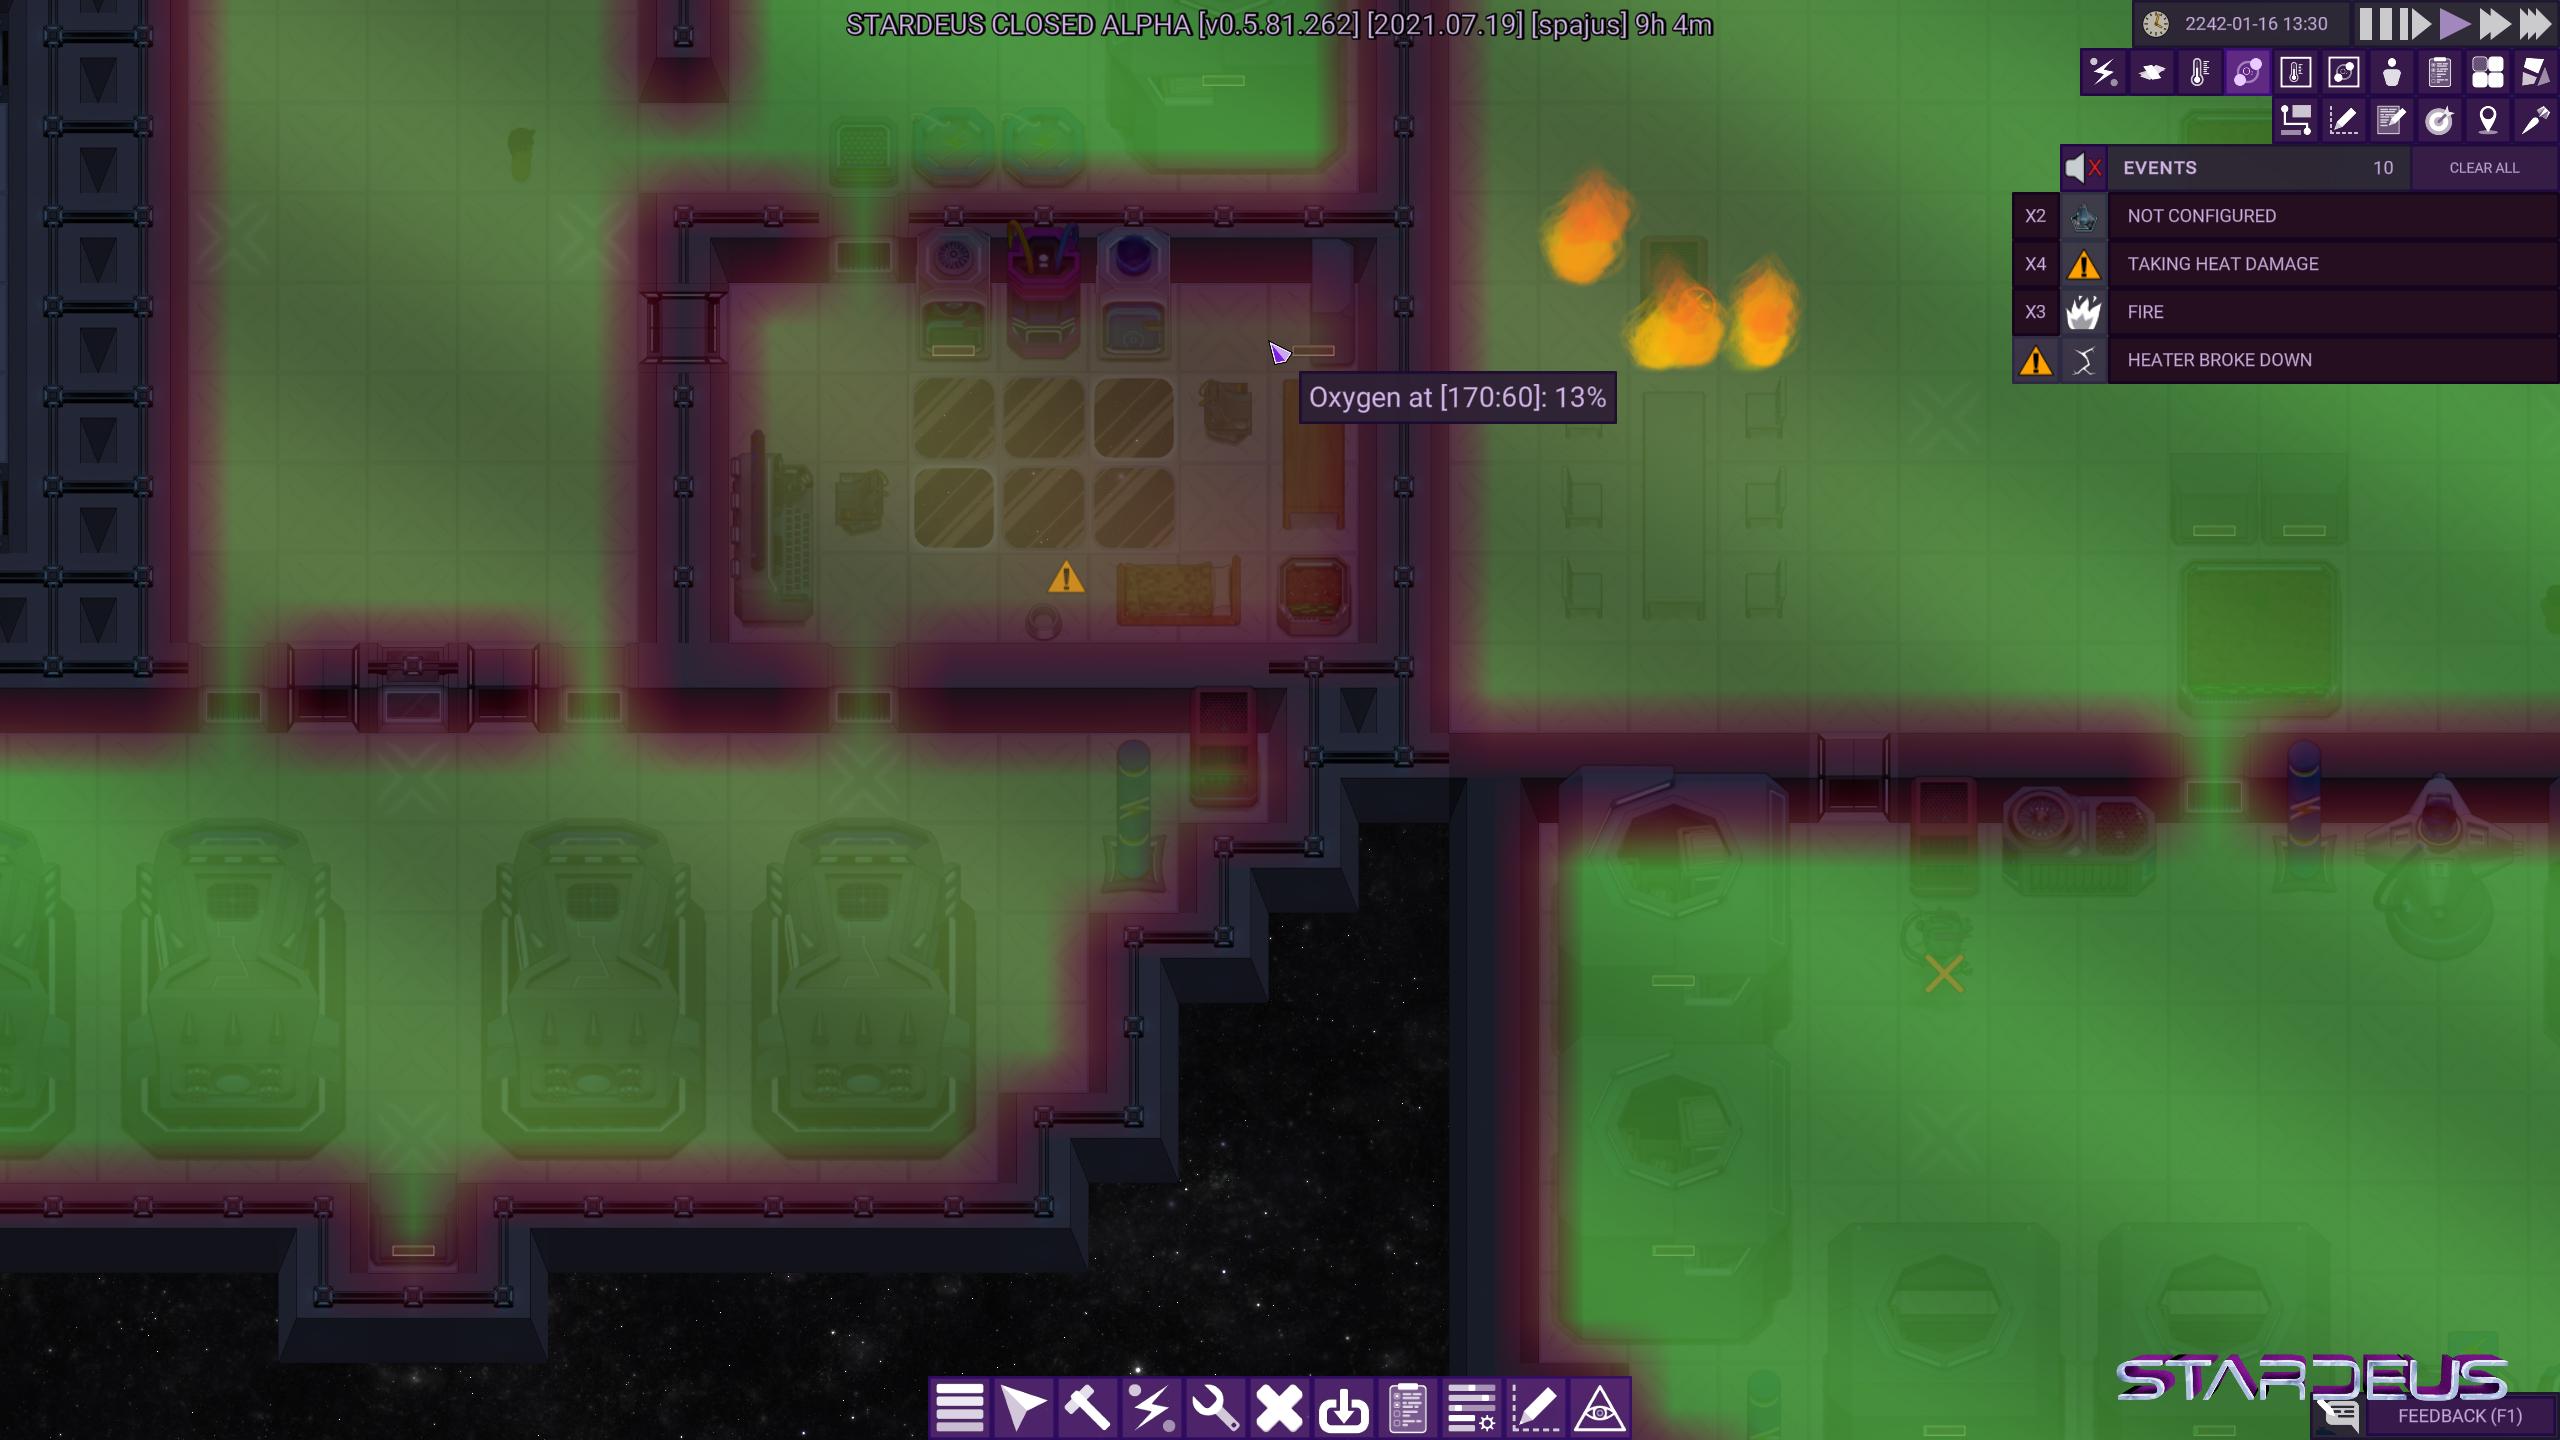 STARDEUS CLOSED ALPHA [v0.5.81.262] [2021.07.19] [spajus] 9h 4m
2242-01-16 13:30
X EVENTS 10 CLEAR ALL
X2 NOT CONFIGURED
X4 TAKING HEAT DAMAGE
X3 FIRE
HEATER BROKE DOWN
Oxygen at [170:60]: 13%
STARDEUS
FEEDBACK (F1)